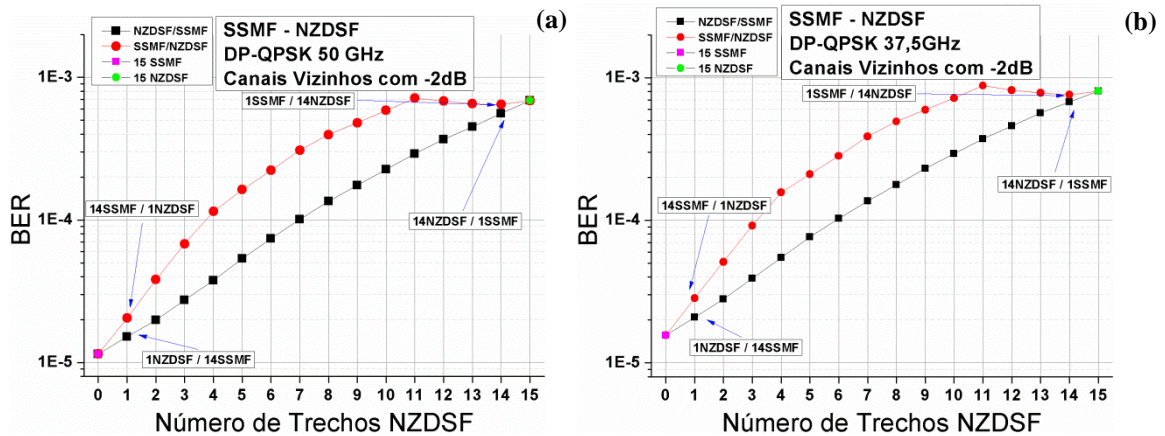 (a)
NZDSF/SSMF
SSMF/NZDSF
15 SSMF
15 NZDSF
SSMF - NZDSF
DP-QPSK 50 GHz
Canais Vizinhos com -2dB
1E-3
1E-4
1E-5
BER
1SSMF / 14NZDSF
14SSMF / 1NZDSF
14NZDSF / 1SSMF
1NZDSF / 14SSMF
0 1 2 3 4 5 6 7 8 9 10 11 12 13 14 15
Número de Trechos NZDSF
(b)
NZDSF/SSMF
SSMF/NZDSF
15 SSMF
15 NZDSF
SSMF - NZDSF
DP-QPSK 37,5GHz
Canais Vizinhos com -2dB
1E-3
1E-4
1E-5
BER
1SSMF / 14NZDSF
14SSMF / 1NZDSF
14NZDSF / 1SSMF
1NZDSF / 14SSMF
0 1 2 3 4 5 6 7 8 9 10 11 12 13 14 15
Número de Trechos NZDSF